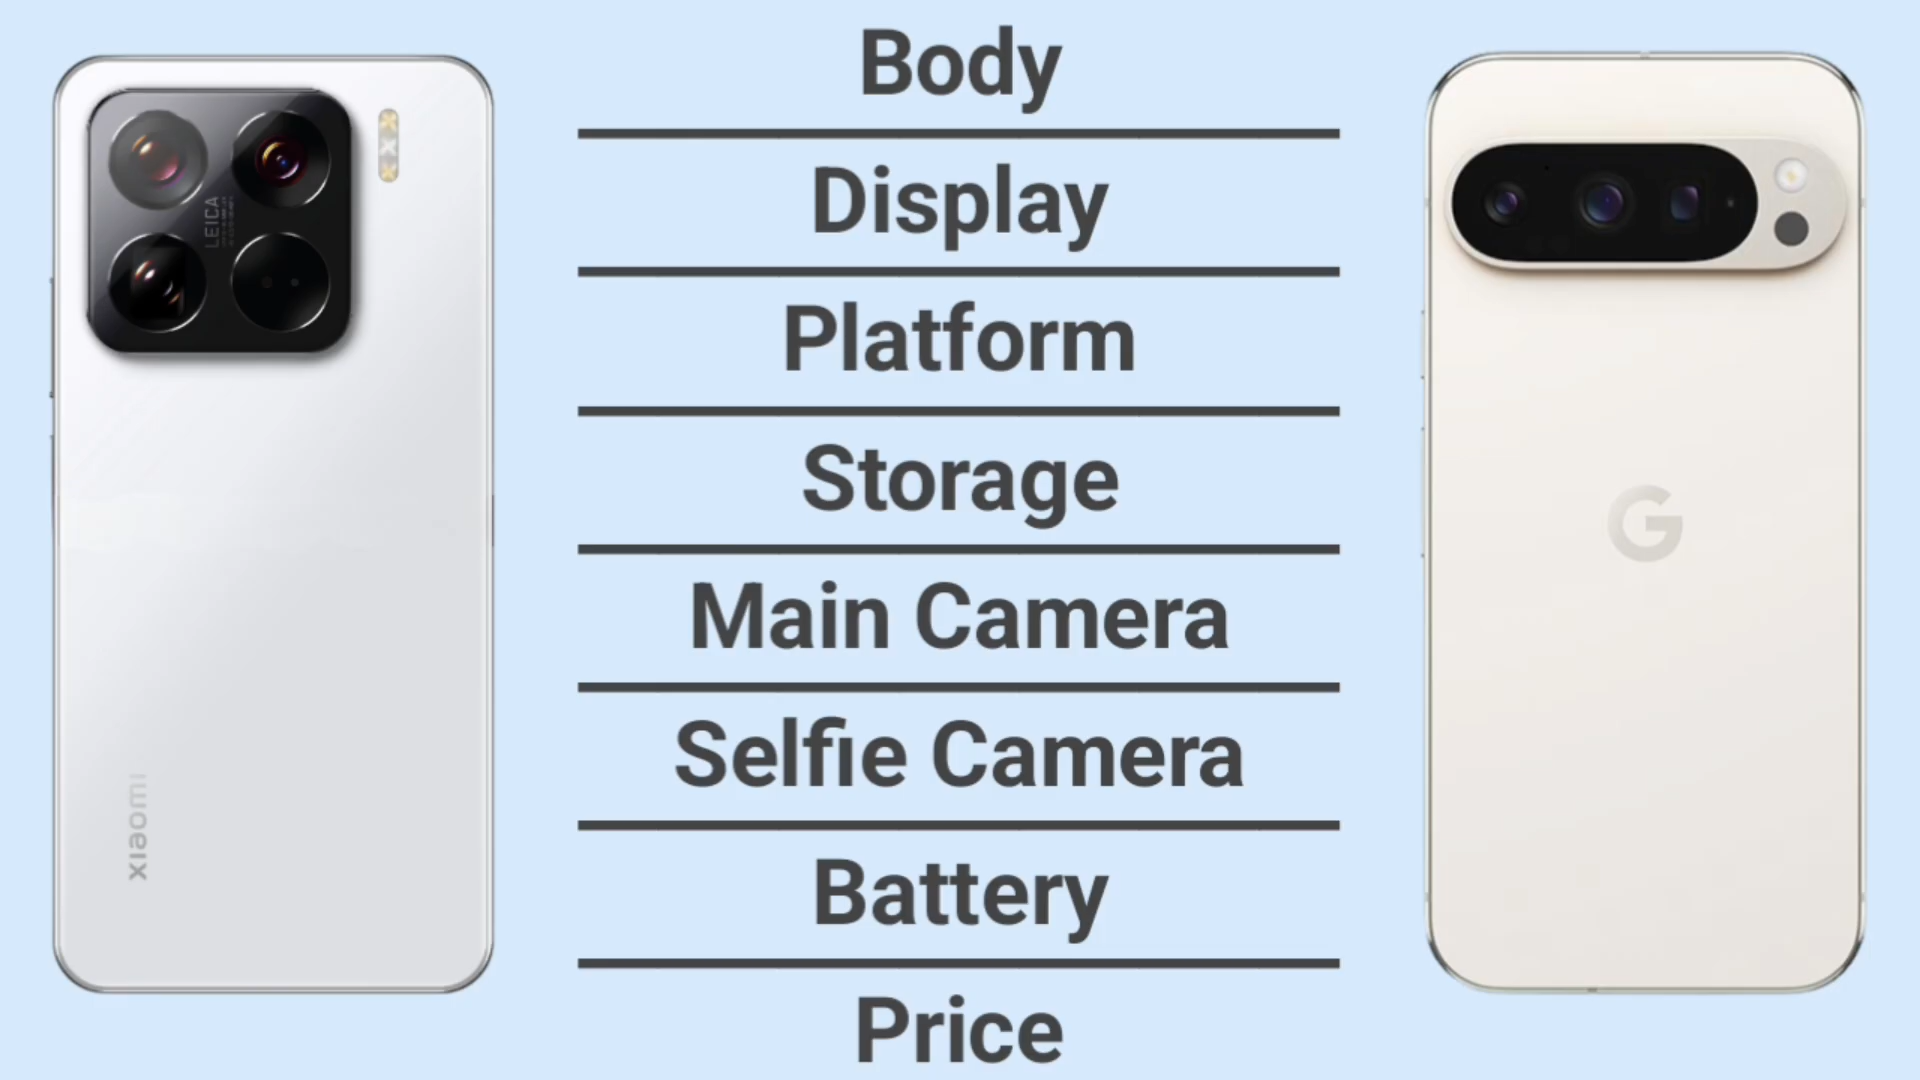 Body
Display
Platform
Storage
Main Camera
Selfie Camera
Battery
Price
LEICA
xiaomi
G